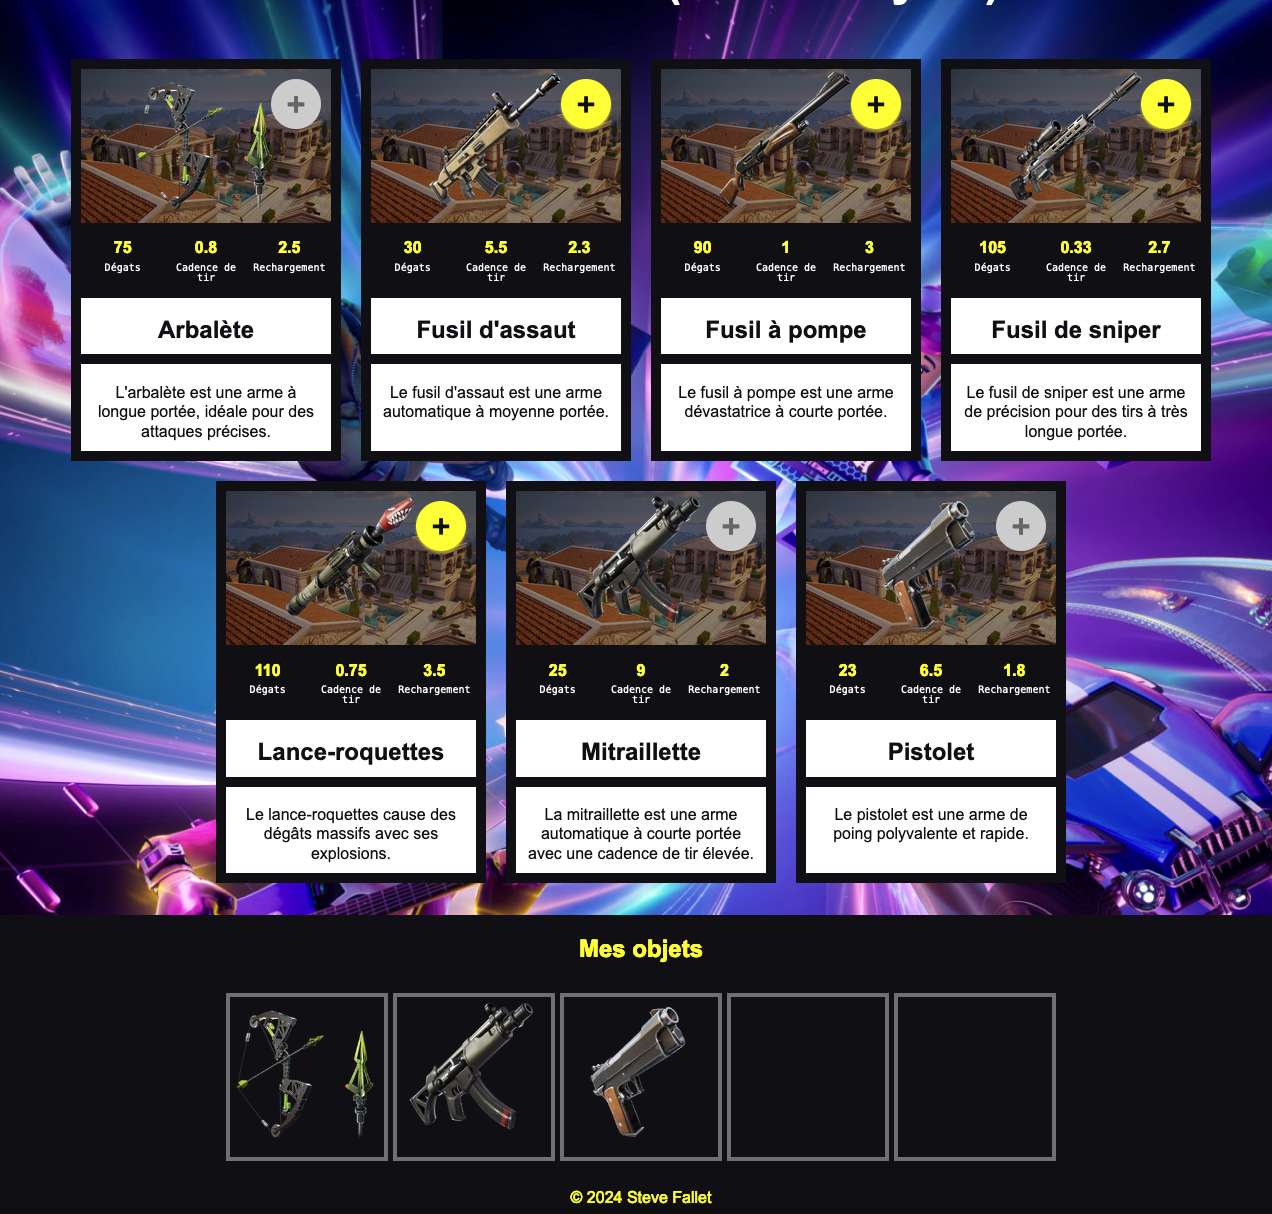 +
+
+
+
75 0.8 2.5
Dégats Cadence de tir Rechargement
30 5.5 2.3
Dégats Cadence de tir Rechargement
90 1 3
Dégats Cadence de tir Rechargement
105 0.33 2.7
Dégats Cadence de tir Rechargement
Arbalète
Fusil d'assaut
Fusil à pompe
Fusil de sniper
L'arbalète est une arme à
longue portée, idéale pour des
attaques précises.
Le fusil d'assaut est une arme
automatique à moyenne portée.
Le fusil à pompe est une arme
dévastatrice à courte portée.
Le fusil de sniper est une arme
de précision pour des tirs à très
longue portée.
+
+
+
110 0.75 3.5
Dégats Cadence de tir Rechargement
25 9 2
Dégats Cadence de tir Rechargement
23 6.5 1.8
Dégats Cadence de tir Rechargement
Lance-roquettes
Mitraillette
Pistolet
Le lance-roquettes cause des
dégâts massifs avec ses
explosions.
La mitraillette est une arme
automatique à courte portée
avec une cadence de tir élevée.
Le pistolet est une arme de
poing polyvalente et rapide.
Mes objets
© 2024 Steve Fallet